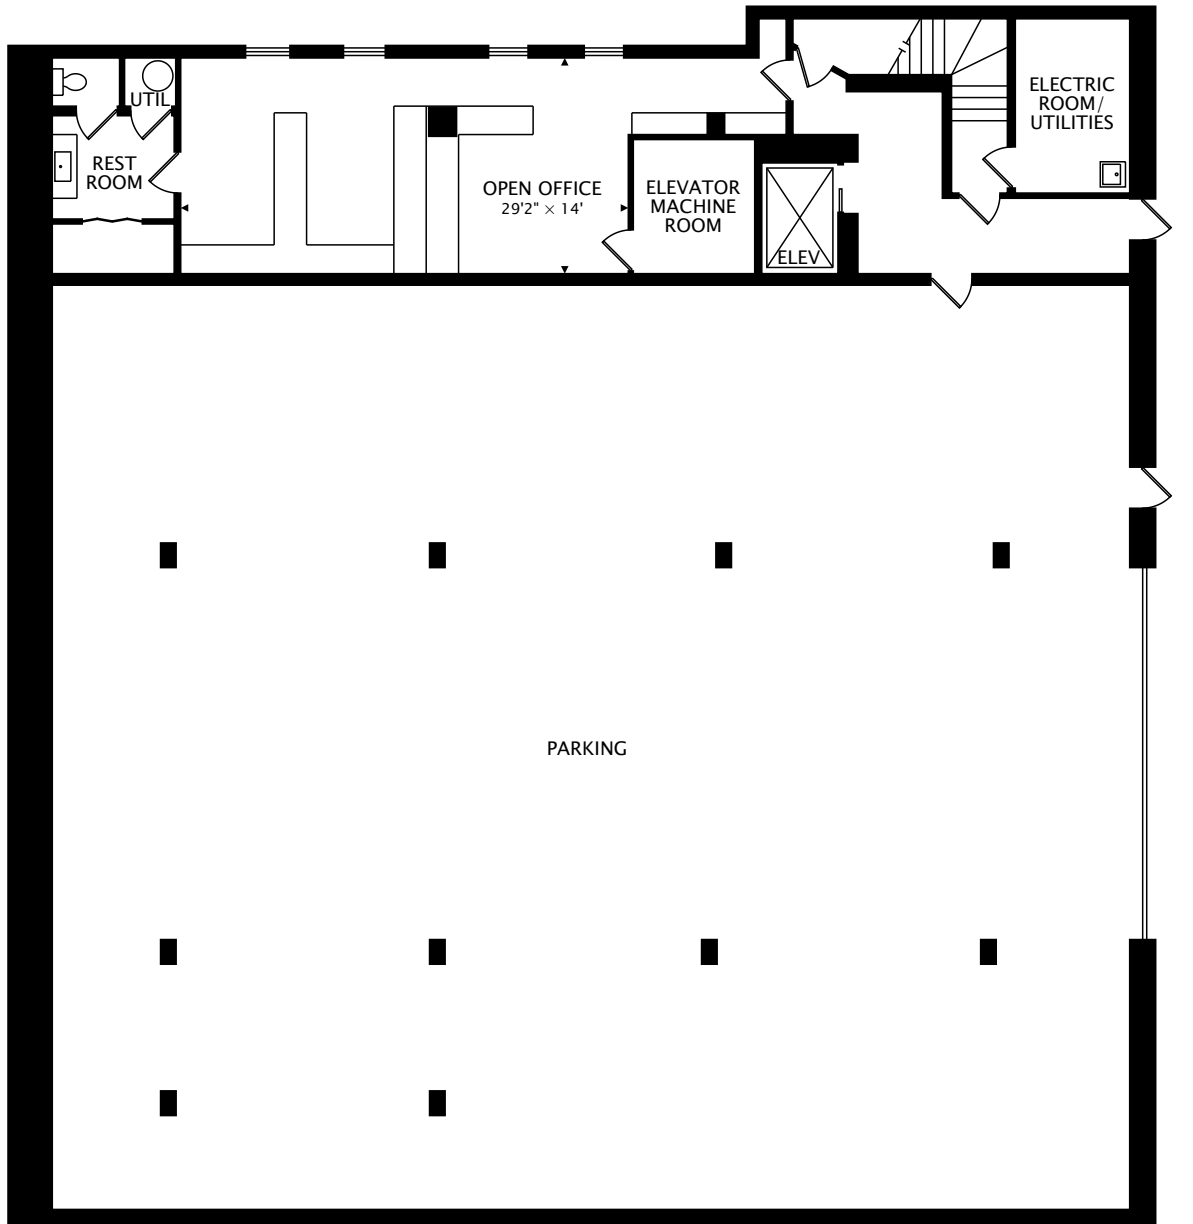 UTIL
REST
ROOM
OPEN OFFICE
29'2" × 14'
ELEVATOR
MACHINE
ROOM
ELEV
ELECTRIC
ROOM/
UTILITIES
PARKING